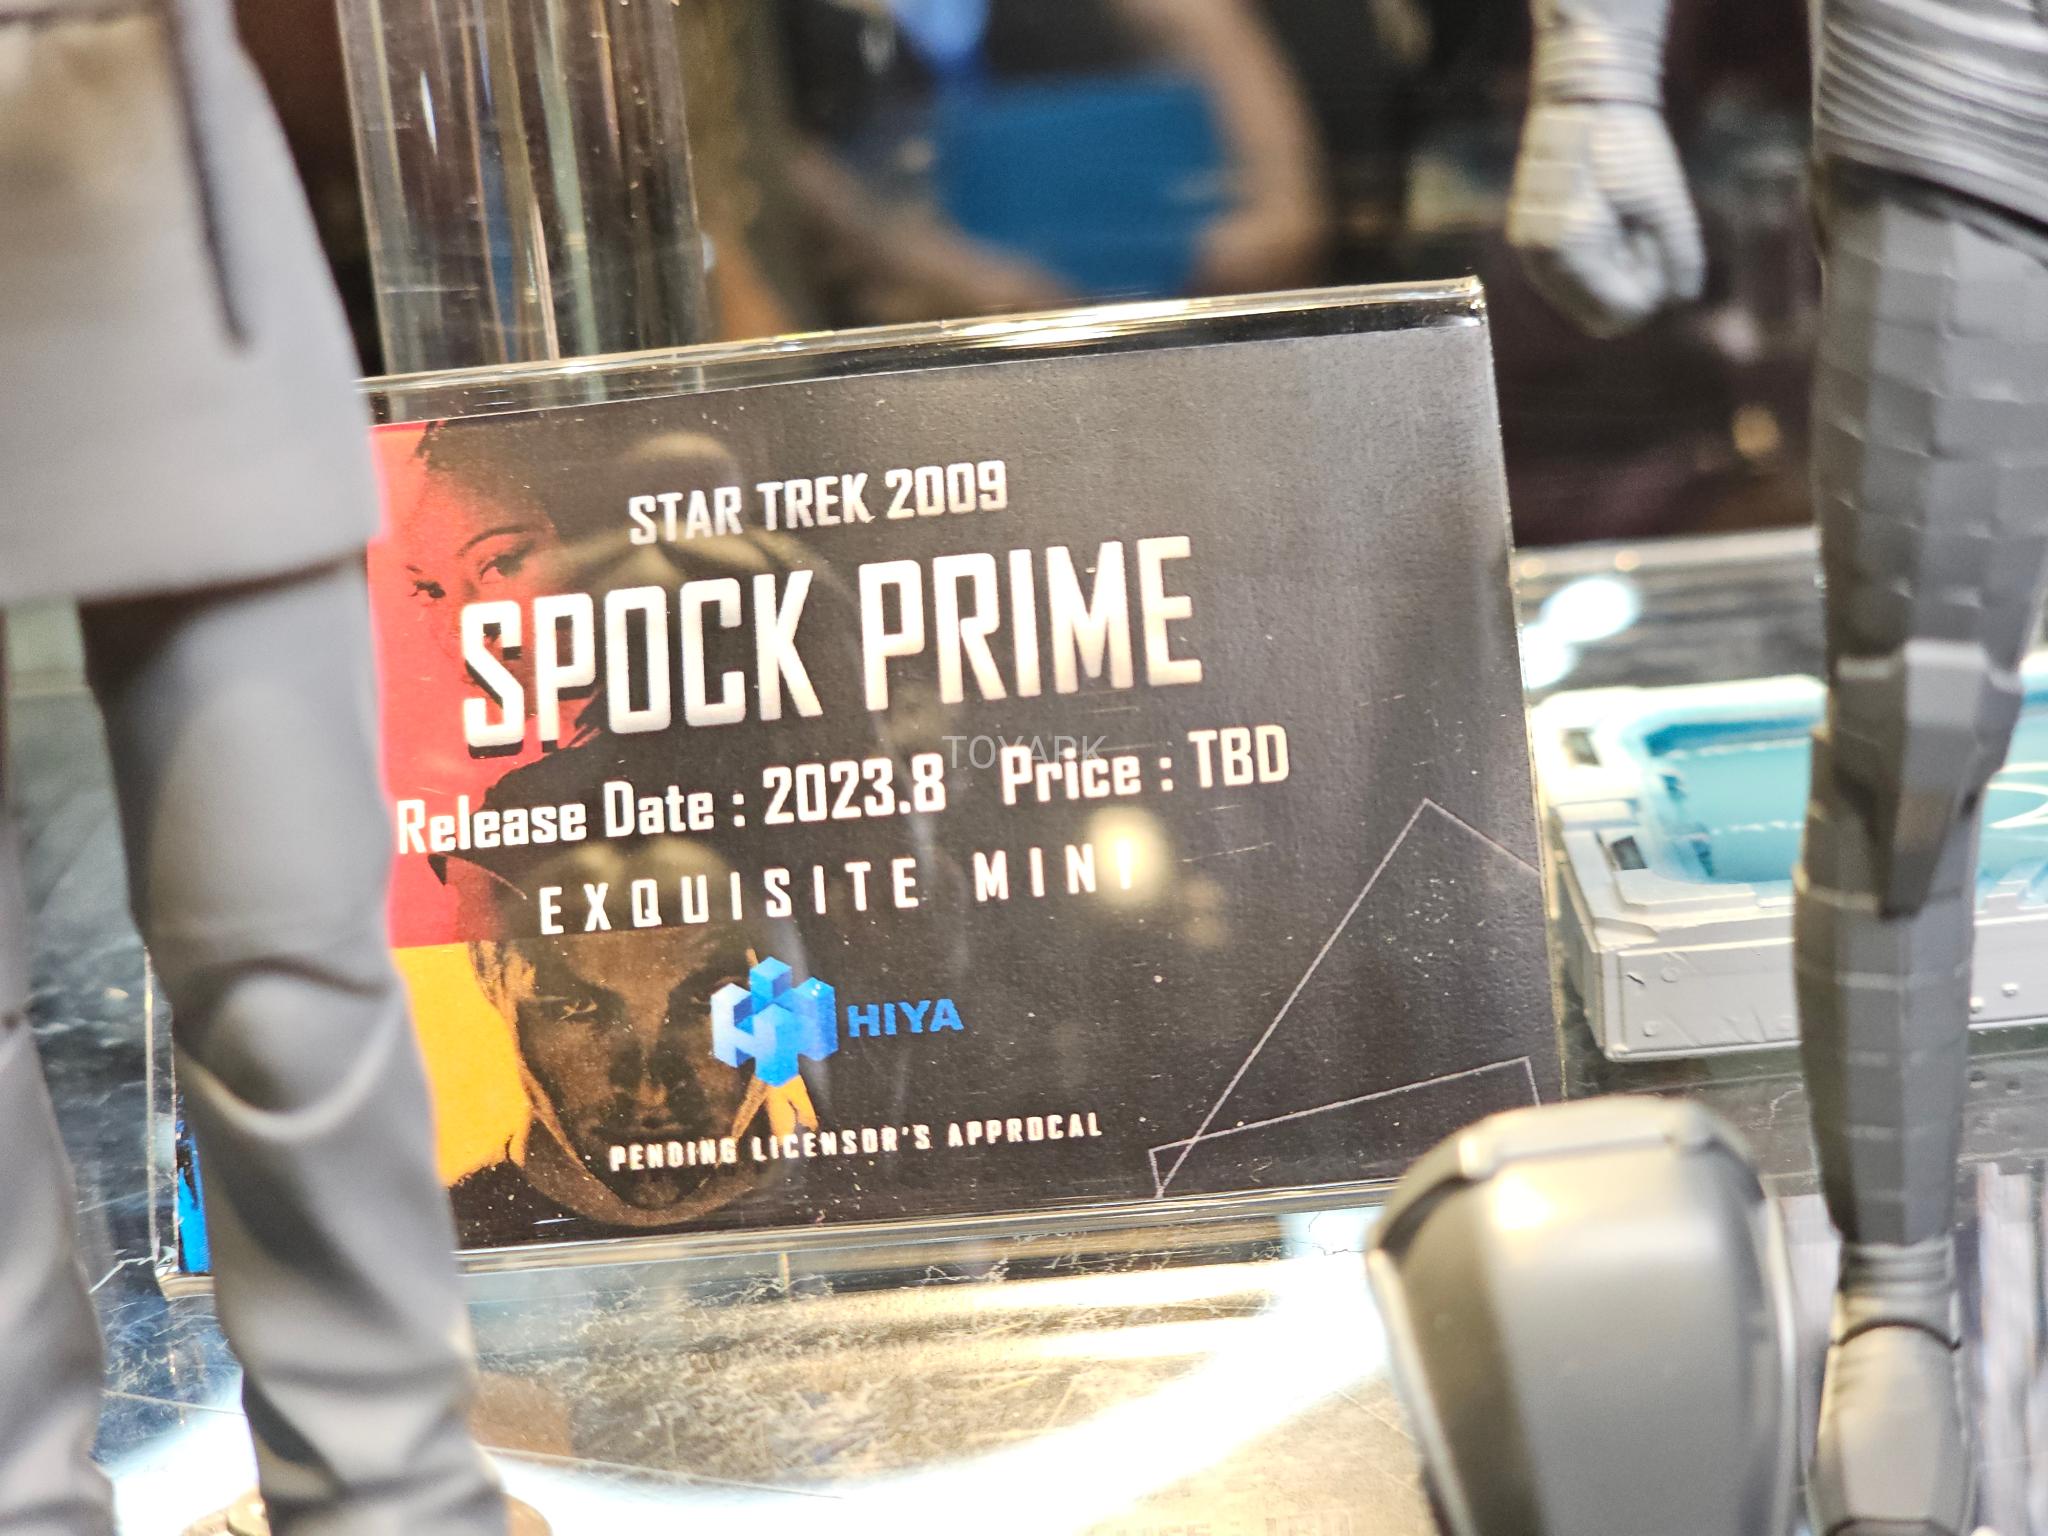 STAR TREK 2009
SPOCK PRIME
Release Date : 2023.8 Price : TBD
TOYARK
EXQUISITE MINI
HIYA
PENDING LICENSOR'S APPROCAL